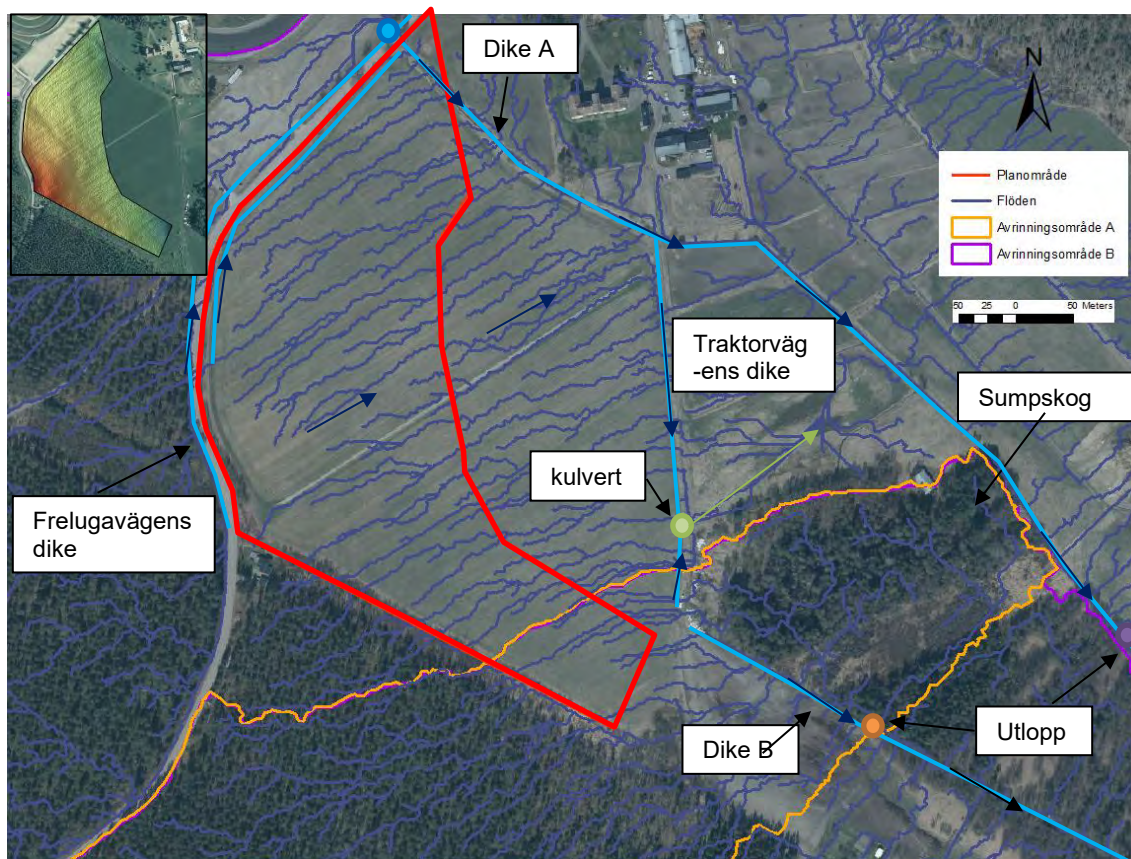 Dike A
N
Planområde
Flöden
Avrinningsområde A
Avrinningsområde B
50 25 0 50 Meters
Traktorväg
-ens dike
Sumpskog
kulvert
Frelugavägens
dike
Dike B
Utlopp